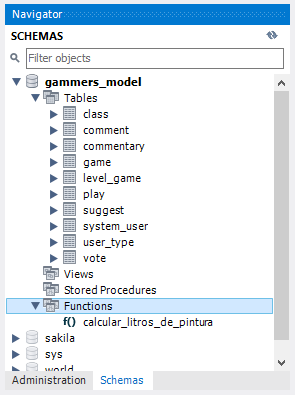 Navigator
SCHEMAS
Filter objects
gammers_model
Tables
class
comment
commentary
game
level_game
play
suggest
system_user
user_type
vote
Views
Stored Procedures
Functions
f() calcular_litros_de_pintura
sakila
sys
world
Administration Schemas